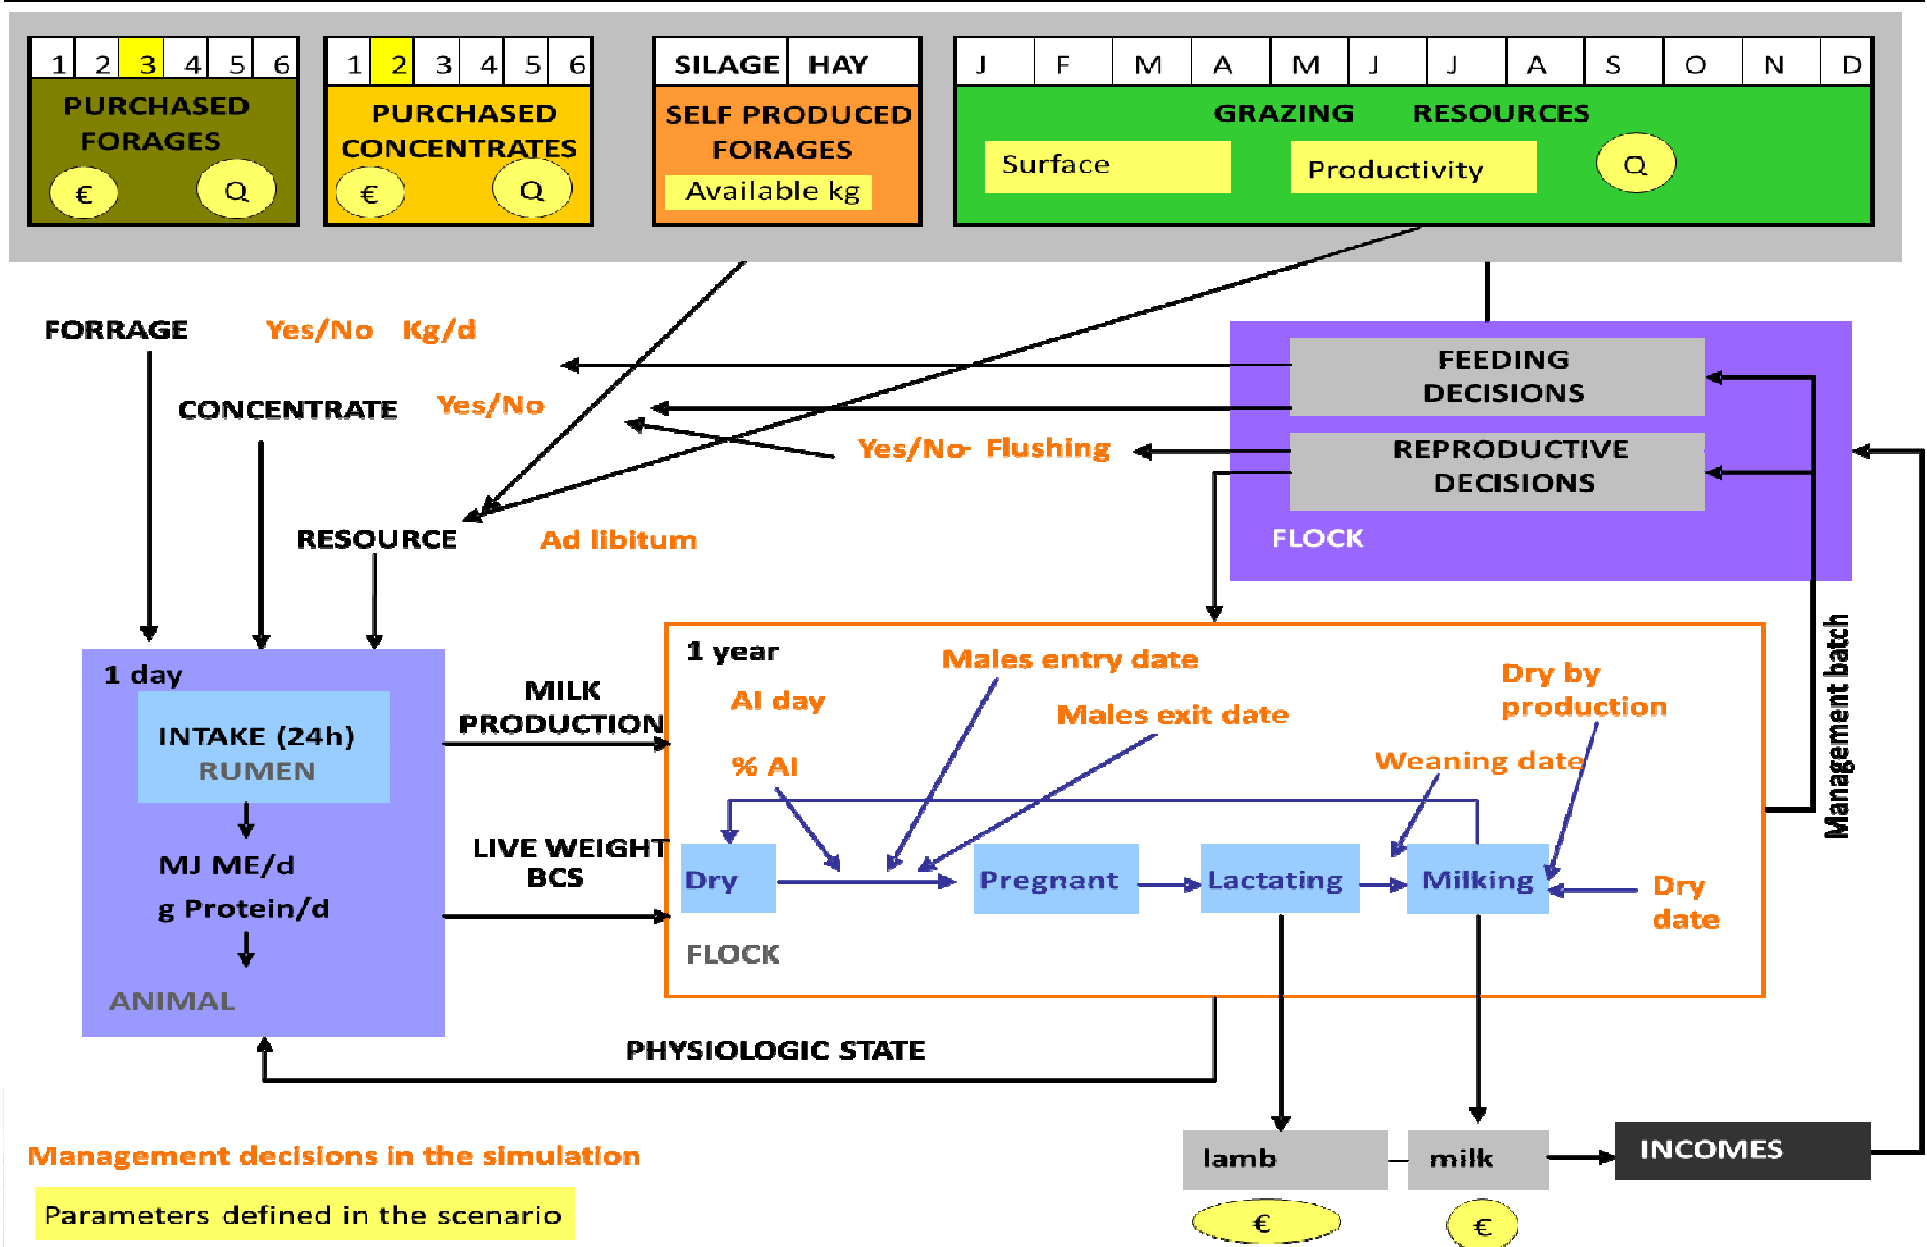 1 2 3 4 5 6
PURCHASED
FORAGES
€ Q
1 2 3 4 5 6
PURCHASED
CONCENTRATES
€ Q
SILAGE HAY
SELF PRODUCED
FORAGES
Available kg
J F M A M J J A S O N D
GRAZING RESOURCES
Surface
Productivity
Q
FORRAGE
Yes/No Kg/d
CONCENTRATE
Yes/No
Yes/No- Flushing
RESOURCE
Ad libitum
FEEDING
DECISIONS
REPRODUCTIVE
DECISIONS
FLOCK
Management batch
1 day
INTAKE (24h)
RUMEN
MJ ME/d
g Protein/d
ANIMAL
MILK
PRODUCTION
LIVE WEIGHT
BCS
1 year
AI day
% AI
Males entry date
Males exit date
Dry by
production
Weaning date
Dry
Pregnant
Lactating
Milking
Dry
date
FLOCK
PHYSIOLOGIC STATE
lamb
milk
INCOMES
€
€
Management decisions in the simulation
Parameters defined in the scenario